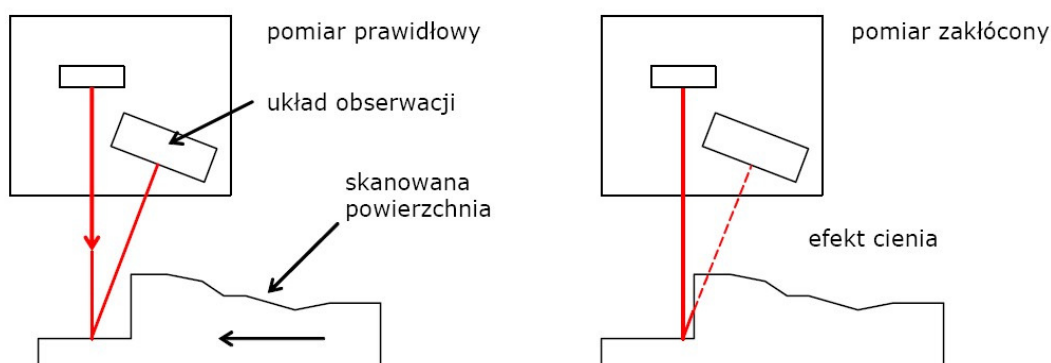 pomiar prawidłowy
układ obserwacji
skanowana
powierzchnia
pomiar zakłócony
efekt cienia